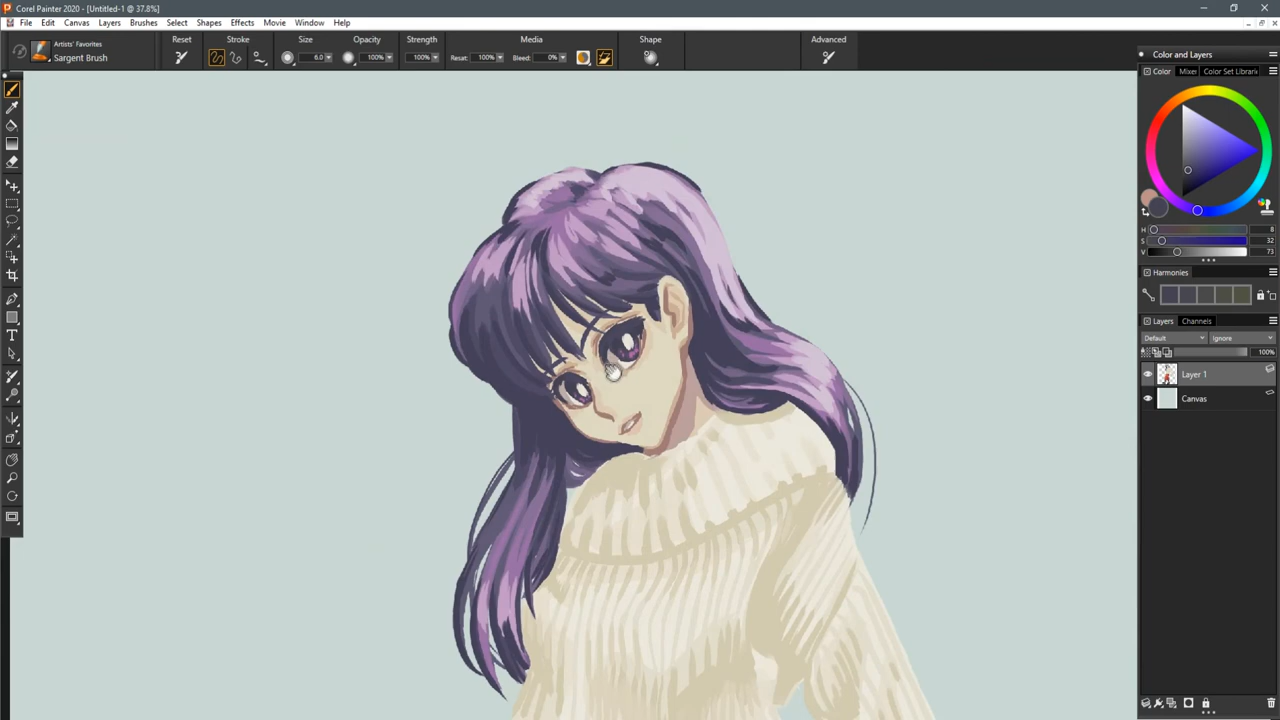 Corel Painter 2020 - [Untitled-1 @ 37.8%]
File Edit Canvas Layers Brushes Select Shapes Effects Movie Window Help
Artists' Favorites
Sargent Brush
Reset Stroke Size Opacity Strength Media Shape Advanced
6.0 100% 100% Resat: 100% Bleed: 0%
Color and Layers
Color Mixer Color Set Librari
H 8
S 32
V 73
Harmonies
Layers Channels
Default Ignore
100%
Layer 1
Canvas
T